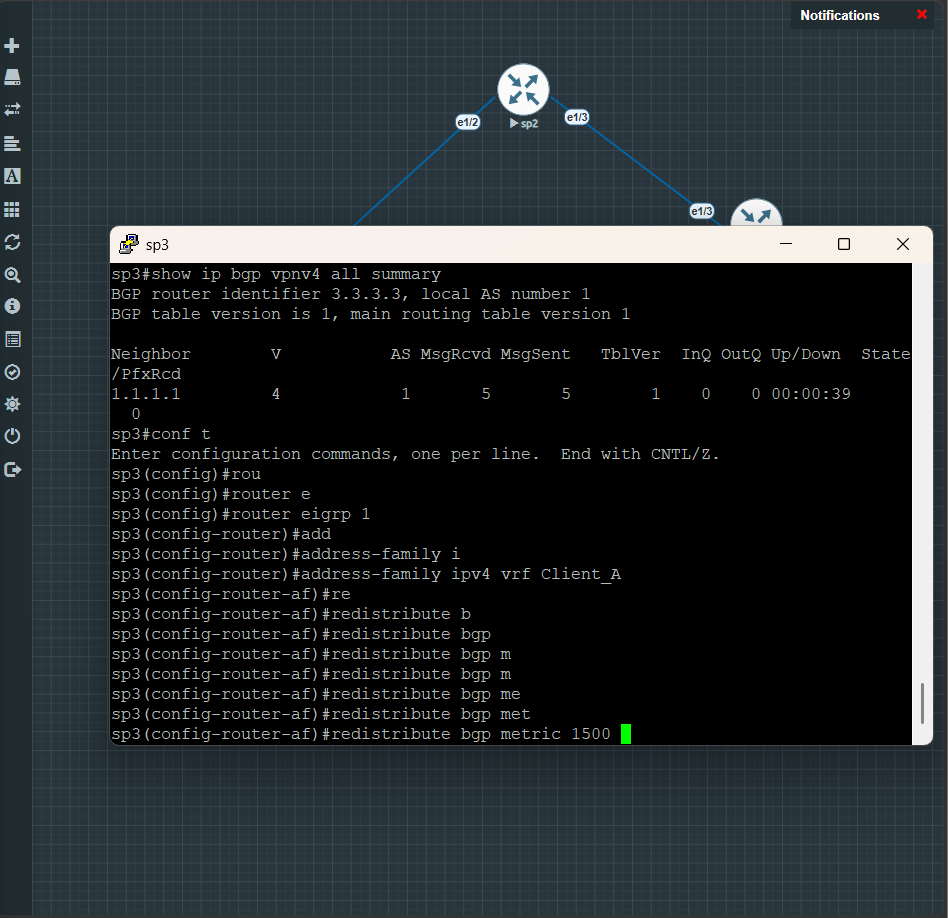 Notifications
e1/2
e1/3
sp2
e1/3
sp3
sp3#show ip bgp vpnv4 all summary
BGP router identifier 3.3.3.3, local AS number 1
BGP table version is 1, main routing table version 1
Neighbor V AS MsgRcvd MsgSent TblVer InQ OutQ Up/Down State
/PfxRcd
1.1.1.1 4 1 5 5 1 0 0 00:00:39
0
sp3#conf t
Enter configuration commands, one per line. End with CNTL/Z.
sp3(config)#rou
sp3(config)#router e
sp3(config)#router eigrp 1
sp3(config-router)#add
sp3(config-router)#address-family i
sp3(config-router)#address-family ipv4 vrf Client_A
sp3(config-router-af)#re
sp3(config-router-af)#redistribute b
sp3(config-router-af)#redistribute bgp
sp3(config-router-af)#redistribute bgp m
sp3(config-router-af)#redistribute bgp m
sp3(config-router-af)#redistribute bgp me
sp3(config-router-af)#redistribute bgp met
sp3(config-router-af)#redistribute bgp metric 1500